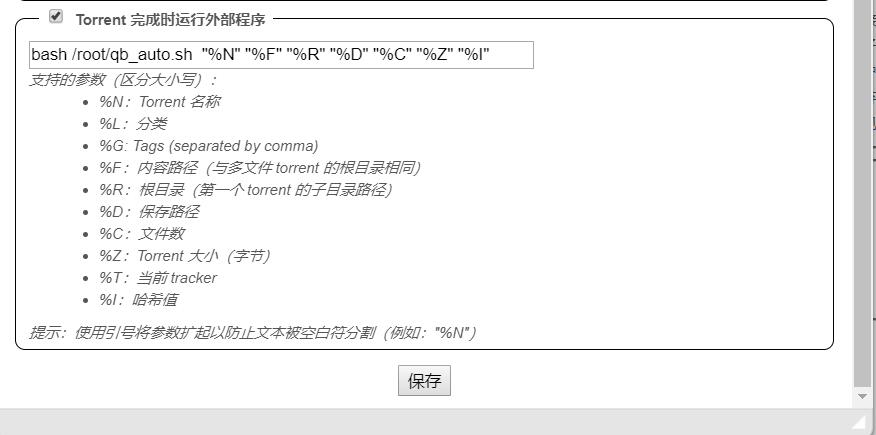 Torrent 完成时运行外部程序
bash /root/qb_auto.sh  "%N" "%F" "%R" "%D" "%C" "%Z" "%I"
支持的参数（区分大小写）:
• %N：Torrent 名称
• %L：分类
• %G: Tags (separated by comma)
• %F：内容路径（与多文件 torrent 的根目录相同）
• %R：根目录（第一个 torrent 的子目录路径）
• %D：保存路径
• %C：文件数
• %Z：Torrent 大小（字节）
• %T：当前 tracker
• %I：哈希值
提示：使用引号将参数扩起以防止文本被空白符分割（例如："%N"）
保存